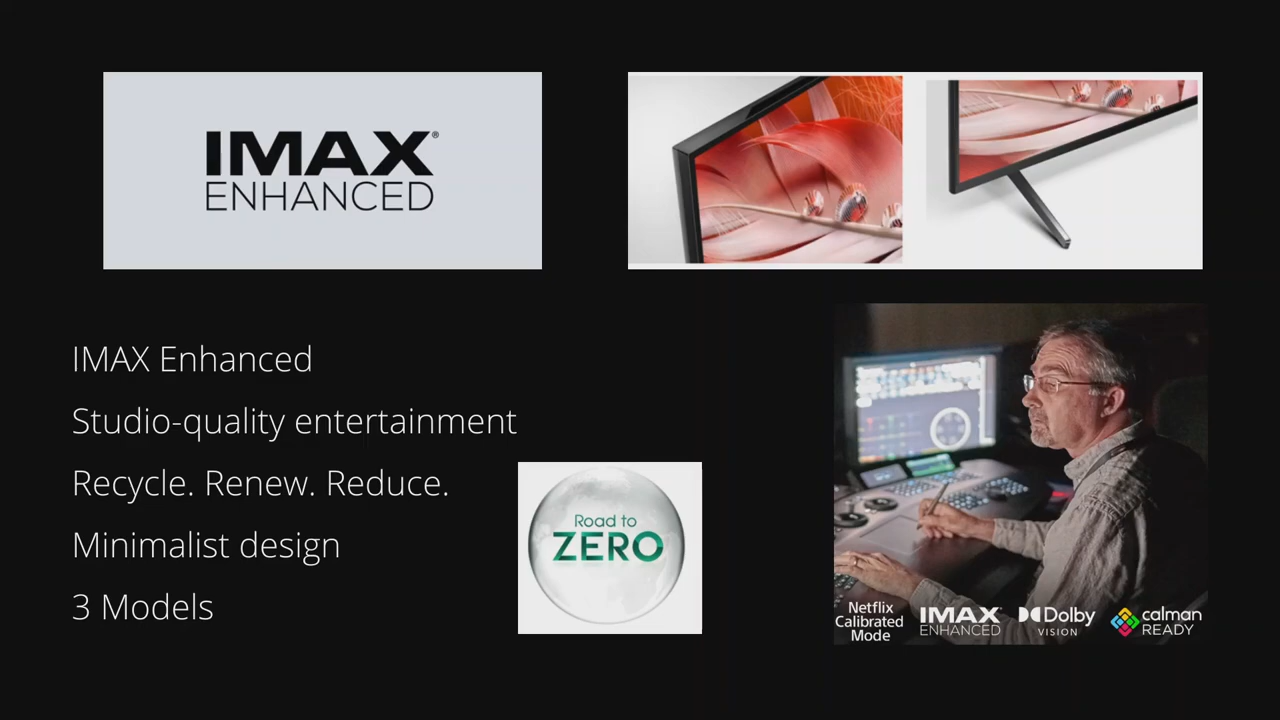 IMAX®
ENHANCED
IMAX Enhanced
Studio-quality entertainment
Recycle. Renew. Reduce.
Minimalist design
3 Models
Road to
ZERO
Netflix
Calibrated
Mode
IMAX
ENHANCED
Dolby
VISION
calman
READY